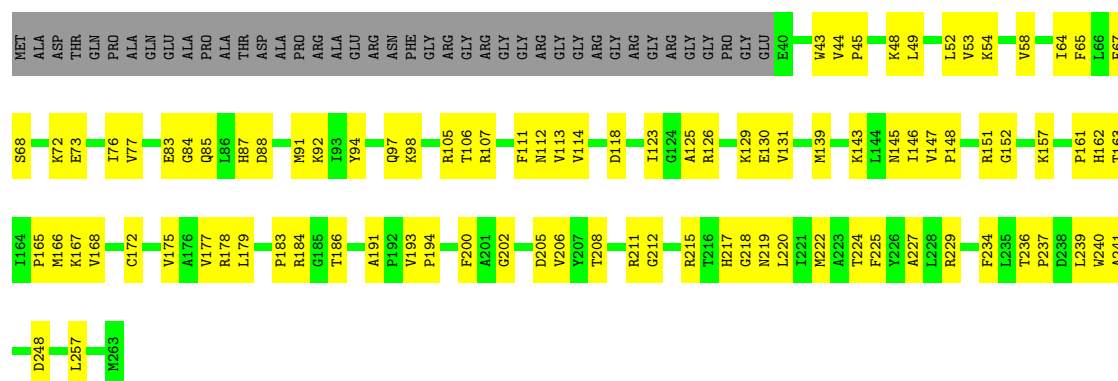 MET ALA ASP THR GLN PRO ALA GLN GLU ALA PRO ALA THR ASP ALA PRO ARG ALA GLU ARG ASN PHE GLY ARG GLY ARG GLY GLY ARG GLY GLY ARG GLY ARG GLY GLY PRO GLY GLU E40 W43 V44 P45 K48 L49 L52 V53 K54 V58 I64 F65 L66 F67
S68 K72 E73 I76 V77 E83 G84 Q85 L86 H87 D88 M91 K92 I93 Y94 Q97 K98 R105 T106 R107 F111 N112 V113 V114 D118 I123 G124 A125 R126 K129 E130 V131 M139 K143 L144 N145 I146 V147 P148 R151 G152 K157 P161 H162 T163
I164 P165 M166 K167 V168 C172 V175 A176 V177 R178 L179 P183 R184 G185 T186 A191 P192 V193 P194 F200 A201 G202 D205 V206 Y207 T208 R211 G212 R215 T216 H217 G218 N219 L220 I221 M222 A223 T224 F225 Y226 A227 L228 R229 F234 L235 T236 P237 D238 L239 W240 A241
D248 L257 M263